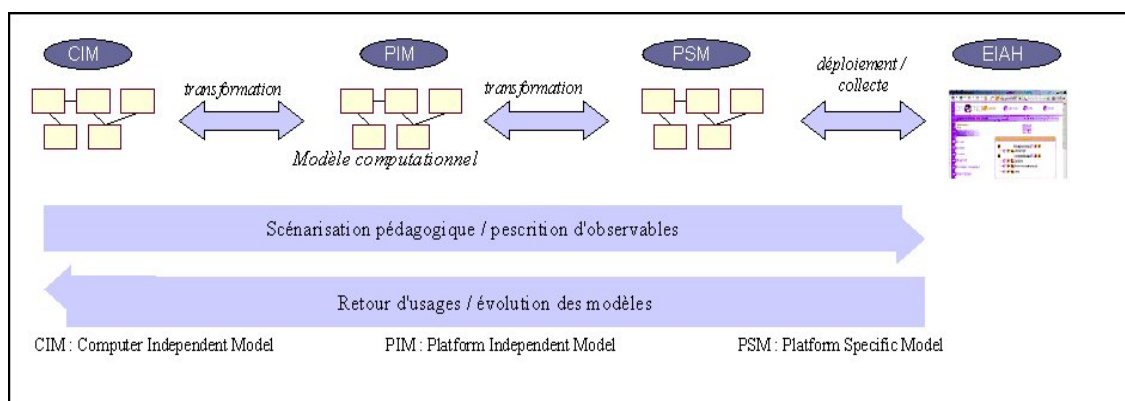 CIM
PIM
PSM
EIAH
transformation
transformation
déploiement /
collecte
Modèle computationnel
Scénarisation pédagogique / pescrition d'observables
Retour d'usages / évolution des modèles
CIM : Computer Independent Model
PIM : Platform Independent Model
PSM : Platform Specific Model